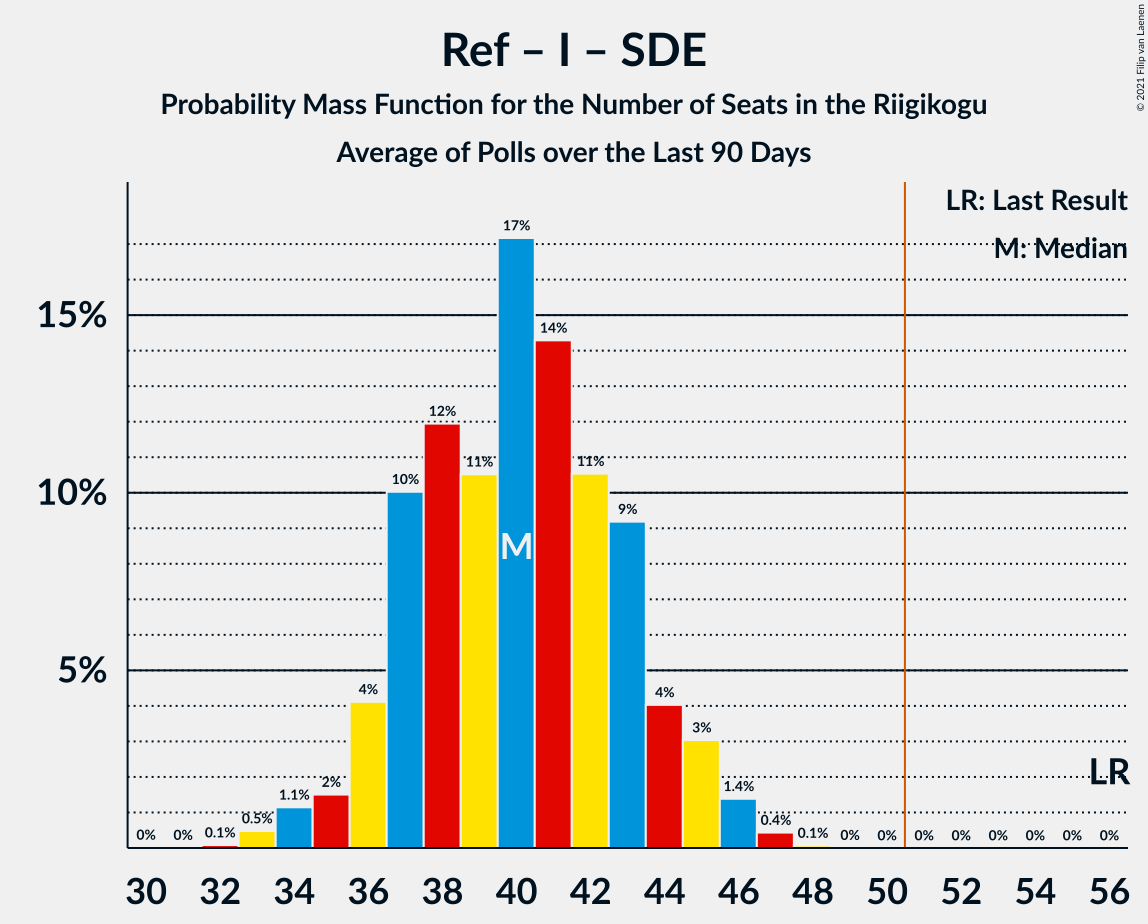 Ref – I – SDE
Probability Mass Function for the Number of Seats in the Riigikogu
Average of Polls over the Last 90 Days
© 2021 Filip van Laenen
LR: Last Result
M: Median
15%
10%
5%
0% 0% 0.1% 0.5% 1.1% 2% 4% 10% 12% 11% 17% 14% 11% 9% 4% 3% 1.4% 0.4% 0.1% 0% 0% 0% 0% 0% 0% 0% 0%
M
LR
30 32 34 36 38 40 42 44 46 48 50 52 54 56